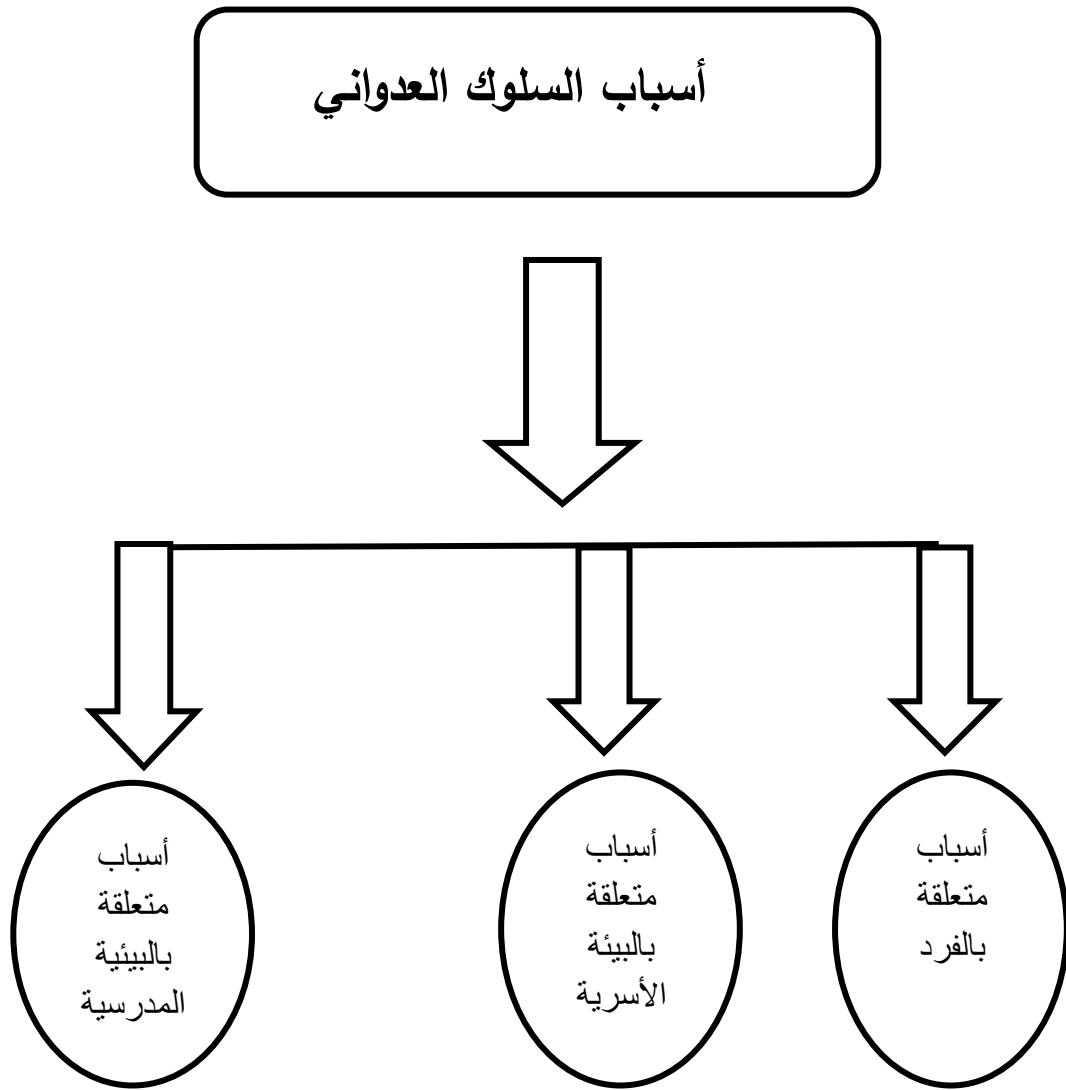 أسباب السلوك العدواني
أسباب
متعلقة
بالفرد
أسباب
متعلقة
بالبيئة
الأسرية
أسباب
متعلقة
بالبيئية
المدرسية